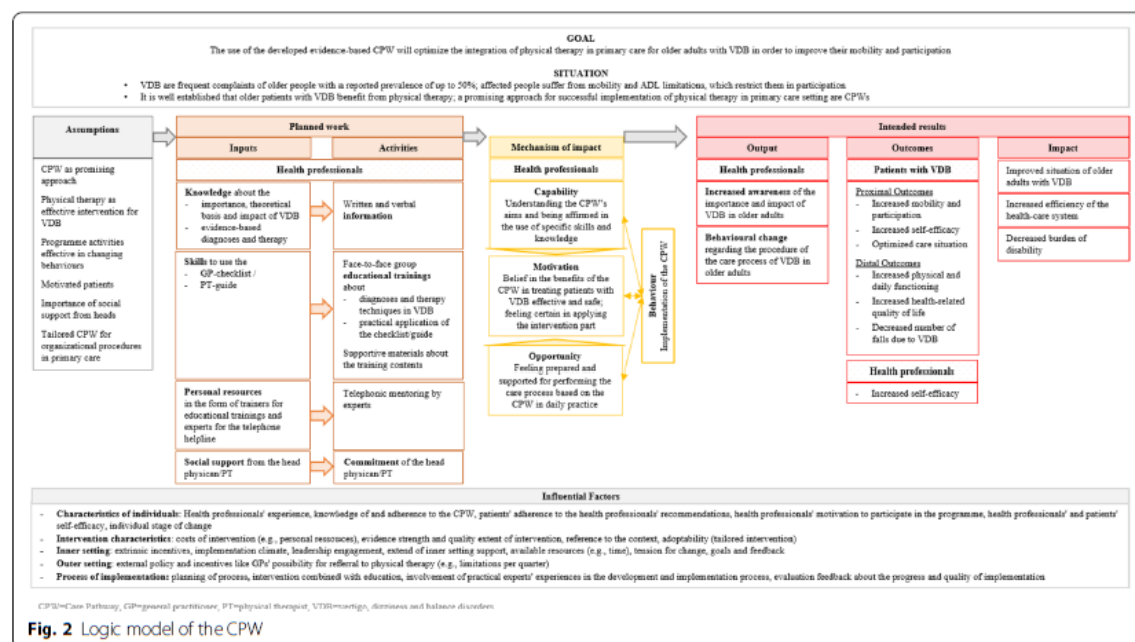 GOAL
The use of the developed evidence-based CPW will optimize the integration of physical therapy in primary care for older adults with VDB in order to improve their mobility and participation
SITUATION
• VDB are frequent complaints of older people with a reported prevalence of up to 50%; affected people suffer from mobility and ADL limitations, which restrict them in participation.
• It is well established that older patients with VDB benefit from physical therapy; a promising approach for successful implementation of physical therapy in primary care setting are CPWs
Assumptions
CPW as promising
approach
Physical therapy as
effective intervention for
VDB
Programme activities
effective in changing
behaviours
Motivated patients
Importance of social
support from heads
Tailored CPW for
organizational procedures
in primary care
Planned work
Inputs
Activities
Health professionals
Knowledge about the
- importance, theoretical
basis and impact of VDB
- evidence-based
diagnoses and therapy
Written and verbal
information
Skills to use the
- GP-checklist /
- PT-guide
Face-to-face group
educational trainings
about
- diagnoses and therapy
techniques in VDB
- practical application of
the checklist/guide
Supportive materials about
the training contents
Personal resources
in the form of trainers for
educational trainings and
experts for the telephone
helpline
Telephonic mentoring by
experts
Social support from the head
physican/PT
Commitment of the head
physican/PT
Mechanism of impact
Health professionals
Capability
Understanding the CPW's
aims and being affirmed in
the use of specific skills and
knowledge
Motivation
Belief in the benefits of the
CPW in treating patients with
VDB effective and safe;
feeling certain in applying
the intervention part
Opportunity
Feeling prepared and
supported for performing the
care process based on the
CPW in daily practice
Behaviour
Implementation of the CPW
Intended results
Output
Health professionals
Increased awareness of the
importance and impact of
VDB in older adults
Behavioural change
regarding the procedure of
the care process of VDB in
older adults
Outcomes
Patients with VDB
Proximal Outcomes
- Increased mobility and
participation
- Increased self-efficacy
- Optimized care situation
Distal Outcomes
- Increased physical and
daily functioning
- Increased health-related
quality of life
- Decreased number of
falls due to VDB
Health professionals
- Increased self-efficacy
Impact
Improved situation of older
adults with VDB
Increased efficiency of the
health-care system
Decreased burden of
disability
Influential Factors
- Characteristics of individuals: Health professionals' experience, knowledge of and adherence to the CPW, patients' adherence to the health professionals' recommendations, health professionals' motivation to participate in the programme, health professionals' and patients'
self-efficacy, individual stage of change
- Intervention characteristics: costs of intervention (e.g., personal ressouces), evidence strength and quality extent of intervention, reference to the context, adoptability (tailored intervention)
- Inner setting: extrinsic incentives, implementation climate, leadership engagement, extend of inner setting support, available resources (e.g., time), tension for change, goals and feedback
- Outer setting: external policy and incentives like GPs' possibility for referral to physical therapy (e.g., limitations per quarter)
- Process of implementation: planning of process, intervention combined with education, involvement of practical experts' experiences in the development and implementation process, evaluation feedback about the progress and quality of implementation
CPW=Care Pathway, GP=general practitioner, PT=physical therapist, VDB=vertigo, dizziness and balance disorders
Fig. 2 Logic model of the CPW